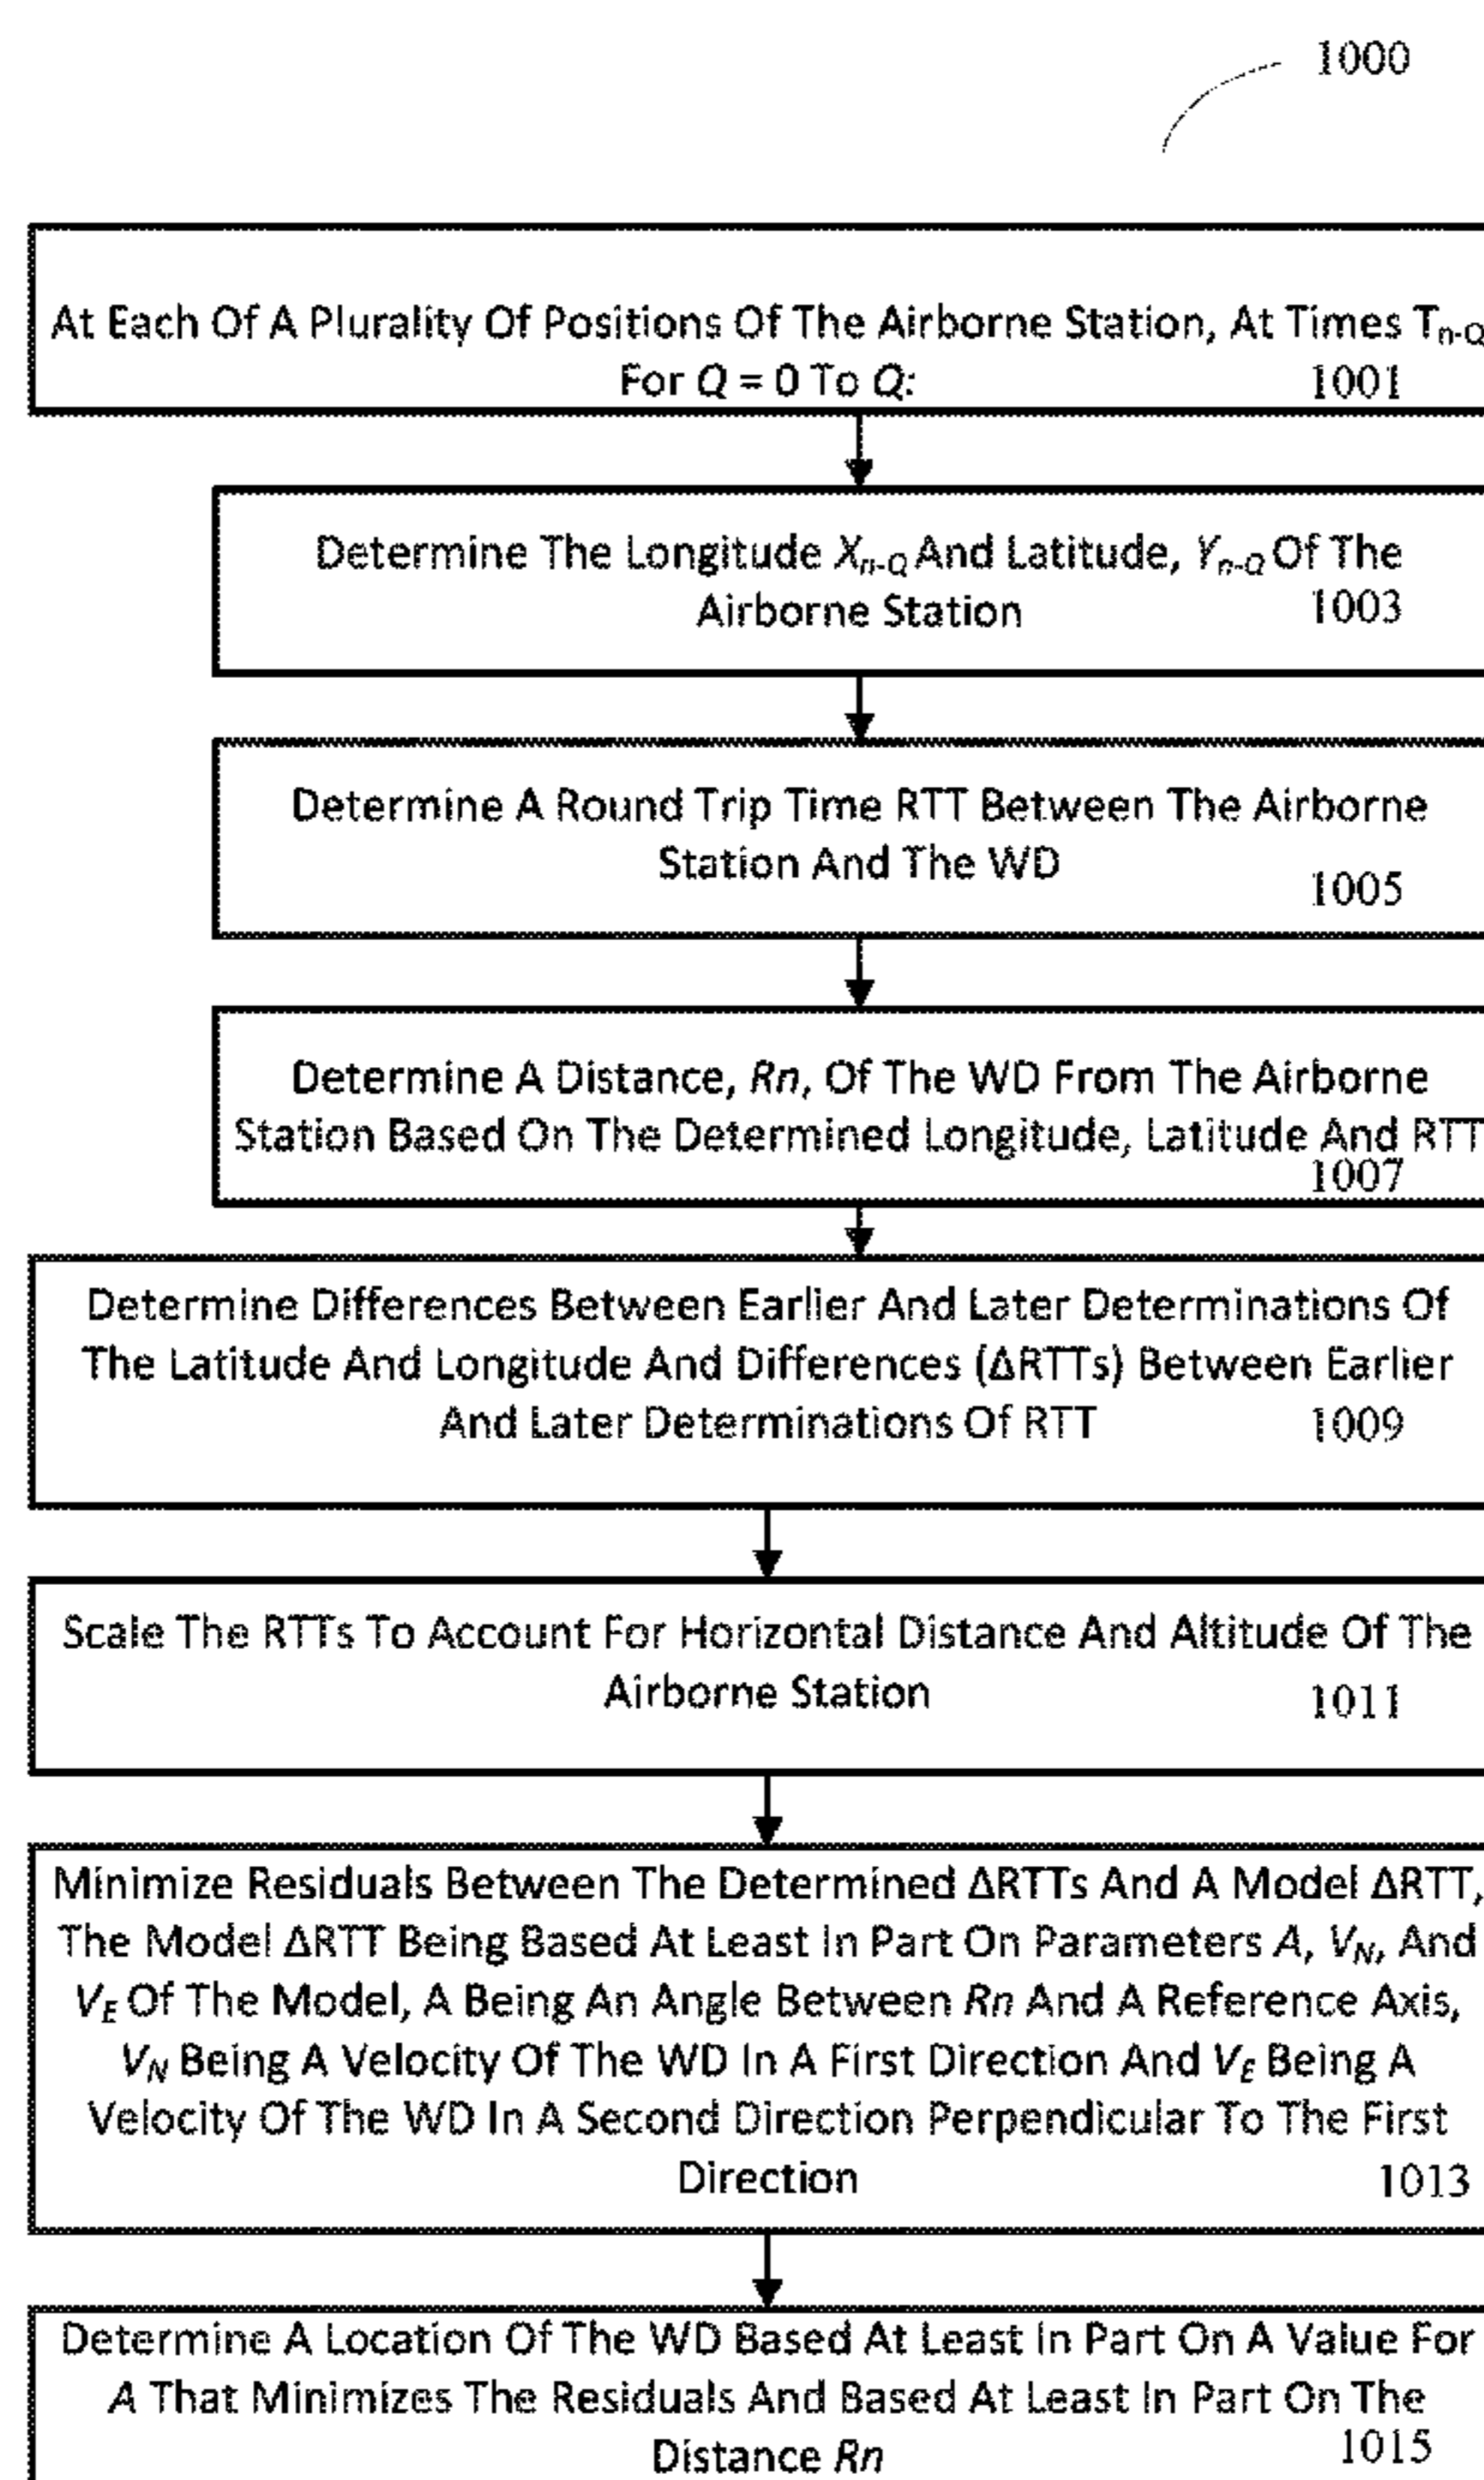 1000
At Each Of A Plurality Of Positions Of The Airborne Station, At Times Tn-Q
For Q = 0 To Q:
1001
Determine The Longitude Xn-Q And Latitude, Yn-Q Of The
Airborne Station
1003
Determine A Round Trip Time RTT Between The Airborne
Station And The WD
1005
Determine A Distance, Rn, Of The WD From The Airborne
Station Based On The Determined Longitude, Latitude And RTT
1007
Determine Differences Between Earlier And Later Determinations Of
The Latitude And Longitude And Differences (ΔRTTs) Between Earlier
And Later Determinations Of RTT
1009
Scale The RTTs To Account For Horizontal Distance And Altitude Of The
Airborne Station
1011
Minimize Residuals Between The Determined ΔRTTs And A Model ΔRTT,
The Model ΔRTT Being Based At Least In Part On Parameters A, VN, And
VE Of The Model, A Being An Angle Between Rn And A Reference Axis,
VN Being A Velocity Of The WD In A First Direction And VE Being A
Velocity Of The WD In A Second Direction Perpendicular To The First
Direction
1013
Determine A Location Of The WD Based At Least In Part On A Value For
A That Minimizes The Residuals And Based At Least In Part On The
Distance Rn
1015